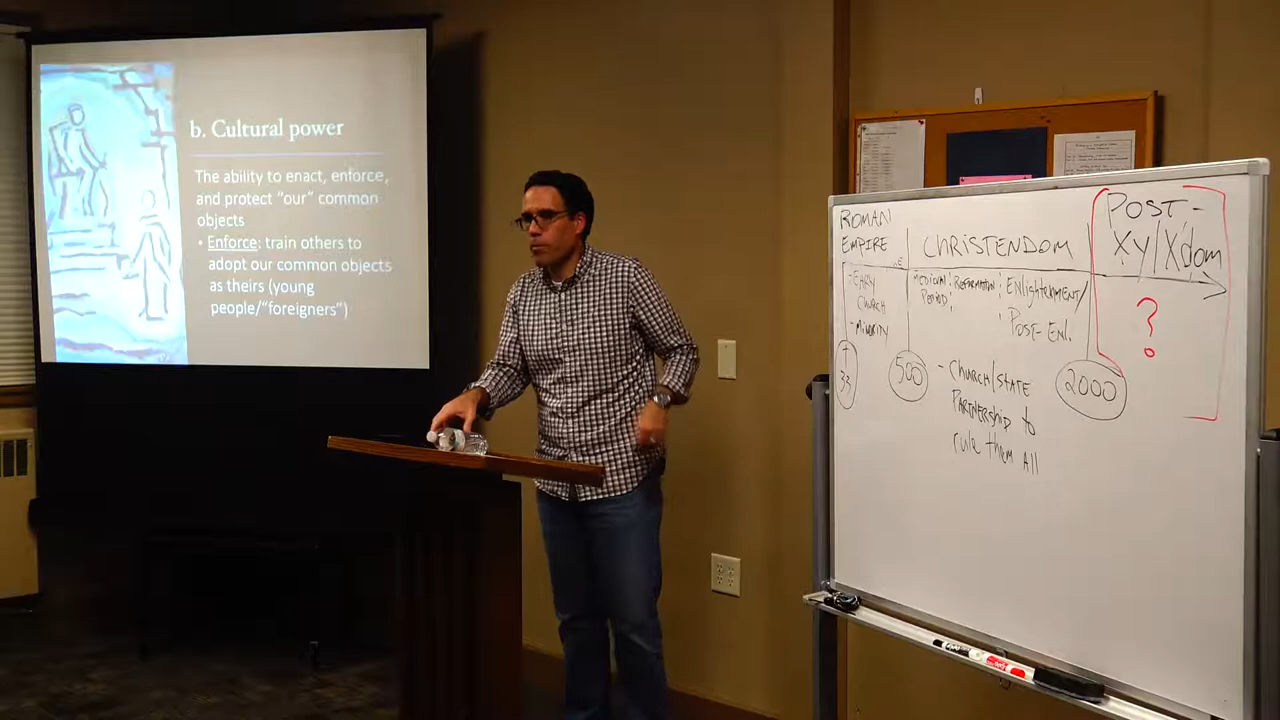 b. Cultural power
The ability to enact, enforce,
and protect "our" common
objects
• Enforce: train others to
adopt our common objects
as theirs (young
people/"foreigners")
ROMAN
EMPIRE
- EARLY
CHURCH
- MINORITY
33
500
CHRISTENDOM
MEDIEVAL
PERIOD
REFORMATION
ENLIGHTENMENT/
POST-ENL.
- CHURCH/STATE
PARTNERSHIP to
rule them All
2000
POST-
Xy/Xdom
?